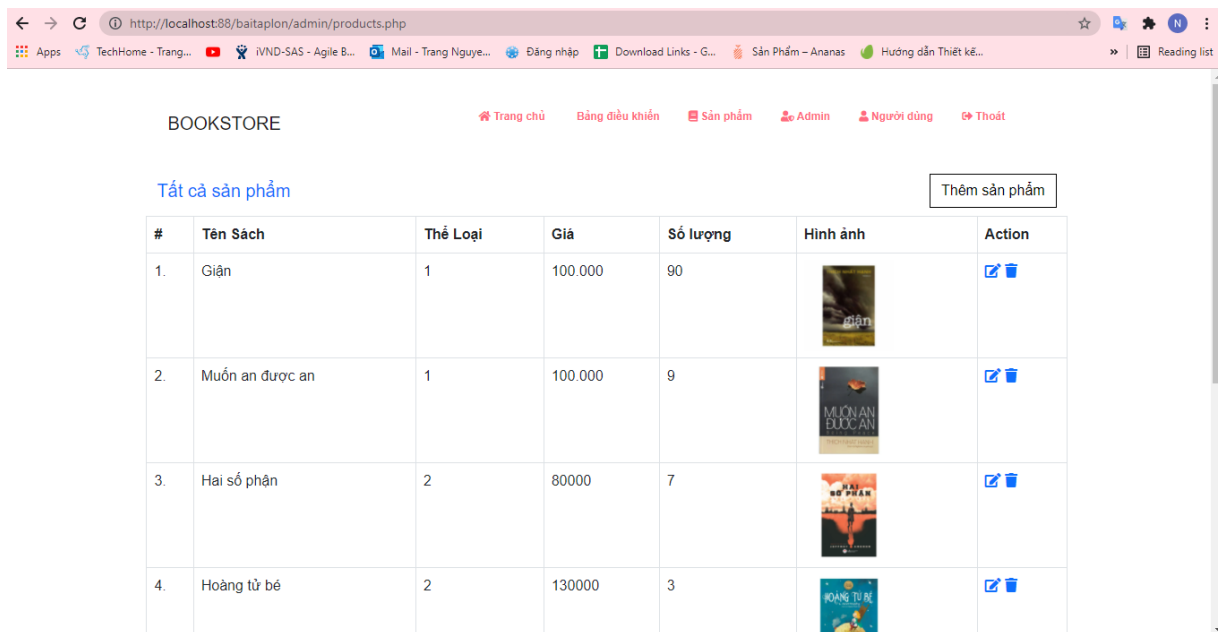 http://localhost:88/baitaplon/admin/products.php N
Apps TechHome - Trang... iVND-SAS - Agile B... Mail - Trang Nguye... Đăng nhập Download Links - G... Sản Phẩm – Ananas Hướng dẫn Thiết kế... » Reading list
BOOKSTORE Trang chủ Bảng điều khiển Sản phẩm Admin Người dùng Thoát
Tất cả sản phẩm Thêm sản phẩm
# Tên Sách Thể Loại Giá Số lượng Hình ảnh Action
1. Giận 1 100.000 90
giận
2. Muốn an được an 1 100.000 9
MUỐN AN
ĐƯỢC AN
3. Hai số phận 2 80000 7
HAI
SỐ PHẬN
4. Hoàng tử bé 2 130000 3
HOÀNG TỬ BÉ